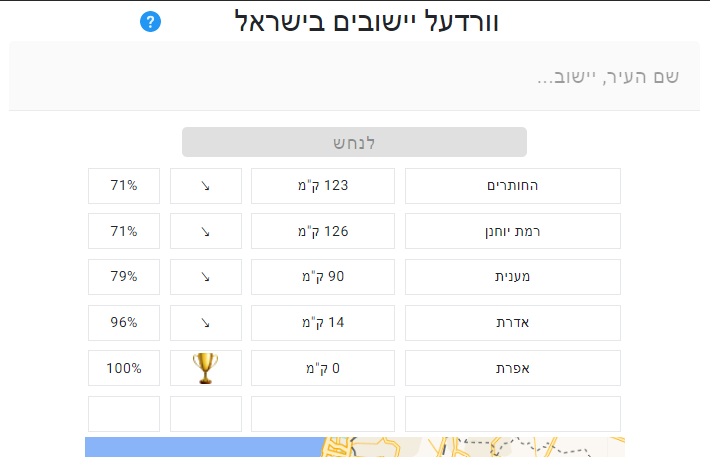 וורדעל יישובים בישראל
?
שם העיר, יישוב...
לנחש
החותרים 123 ק"מ ↘ 71%
רמת יוחנן 126 ק"מ ↘ 71%
מענית 90 ק"מ ↘ 79%
אדרת 14 ק"מ ↘ 96%
אפרת 0 ק"מ 🏆 100%